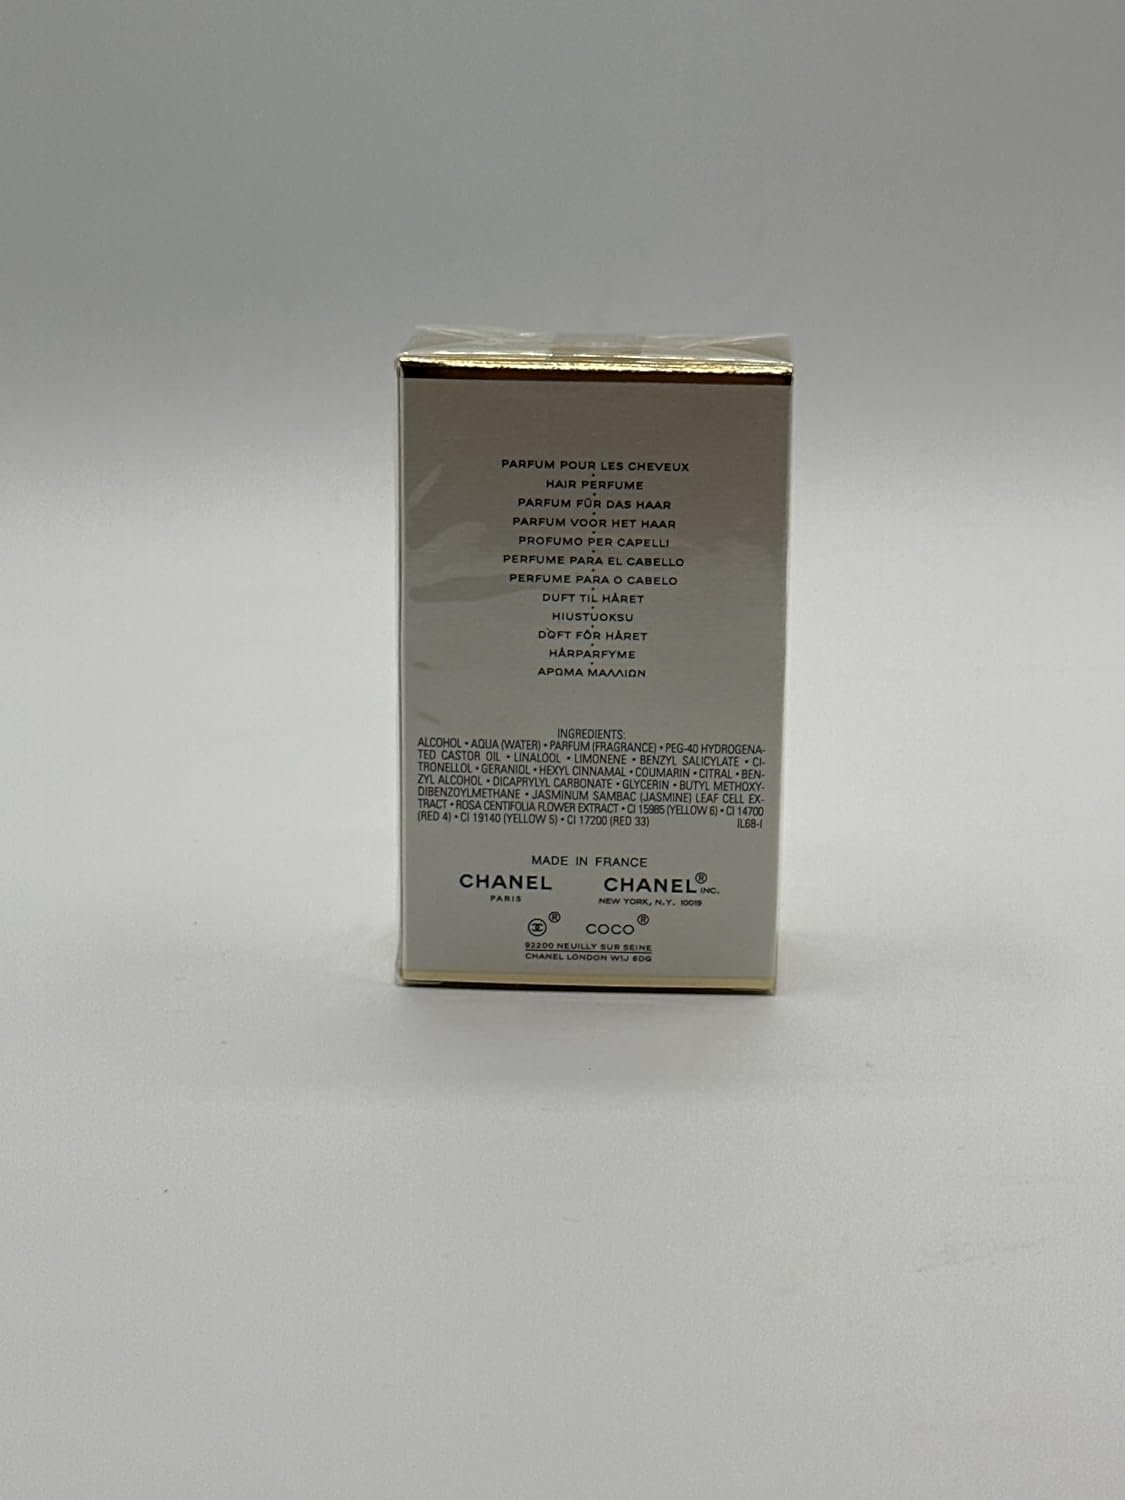 PARFUM POUR LES CHEVEUX
HAIR PERFUME
PARFUM FÜR DAS HAAR
PARFUM VOOR HET HAAR
PROFUMO PER CAPELLI
PERFUME PARA EL CABELLO
PERFUME PARA O CABELO
DUFT TIL HÅRET
HIUSTUOKSU
DOFT FÖR HÅRET
HÅRPARFYME
ΑΡΩΜΑ ΜΑΛΛΙΩΝ
INGREDIENTS:
ALCOHOL • AQUA (WATER) • PARFUM (FRAGRANCE) • PEG-40 HYDROGENA-
TED CASTOR OIL • LINALOOL • LIMONENE • BENZYL SALICYLATE • CI-
TRONELLOL • GERANIOL • HEXYL CINNAMAL • COUMARIN • CITRAL • BEN-
ZYL ALCOHOL • DICAPRYLYL CARBONATE • GLYCERIN • BUTYL METHOXY-
DIBENZOYLMETHANE • JASMINUM SAMBAC (JASMINE) LEAF CELL EX-
TRACT • ROSA CENTIFOLIA FLOWER EXTRACT • CI 15985 (YELLOW 6) • CI 14700
(RED 4) • CI 19140 (YELLOW 5) • CI 17200 (RED 33) IL68-I
MADE IN FRANCE
CHANEL CHANEL® INC.
PARIS NEW YORK, N.Y. 10019
® COCO®
92200 NEUILLY SUR SEINE
CHANEL LONDON W1J 6DG